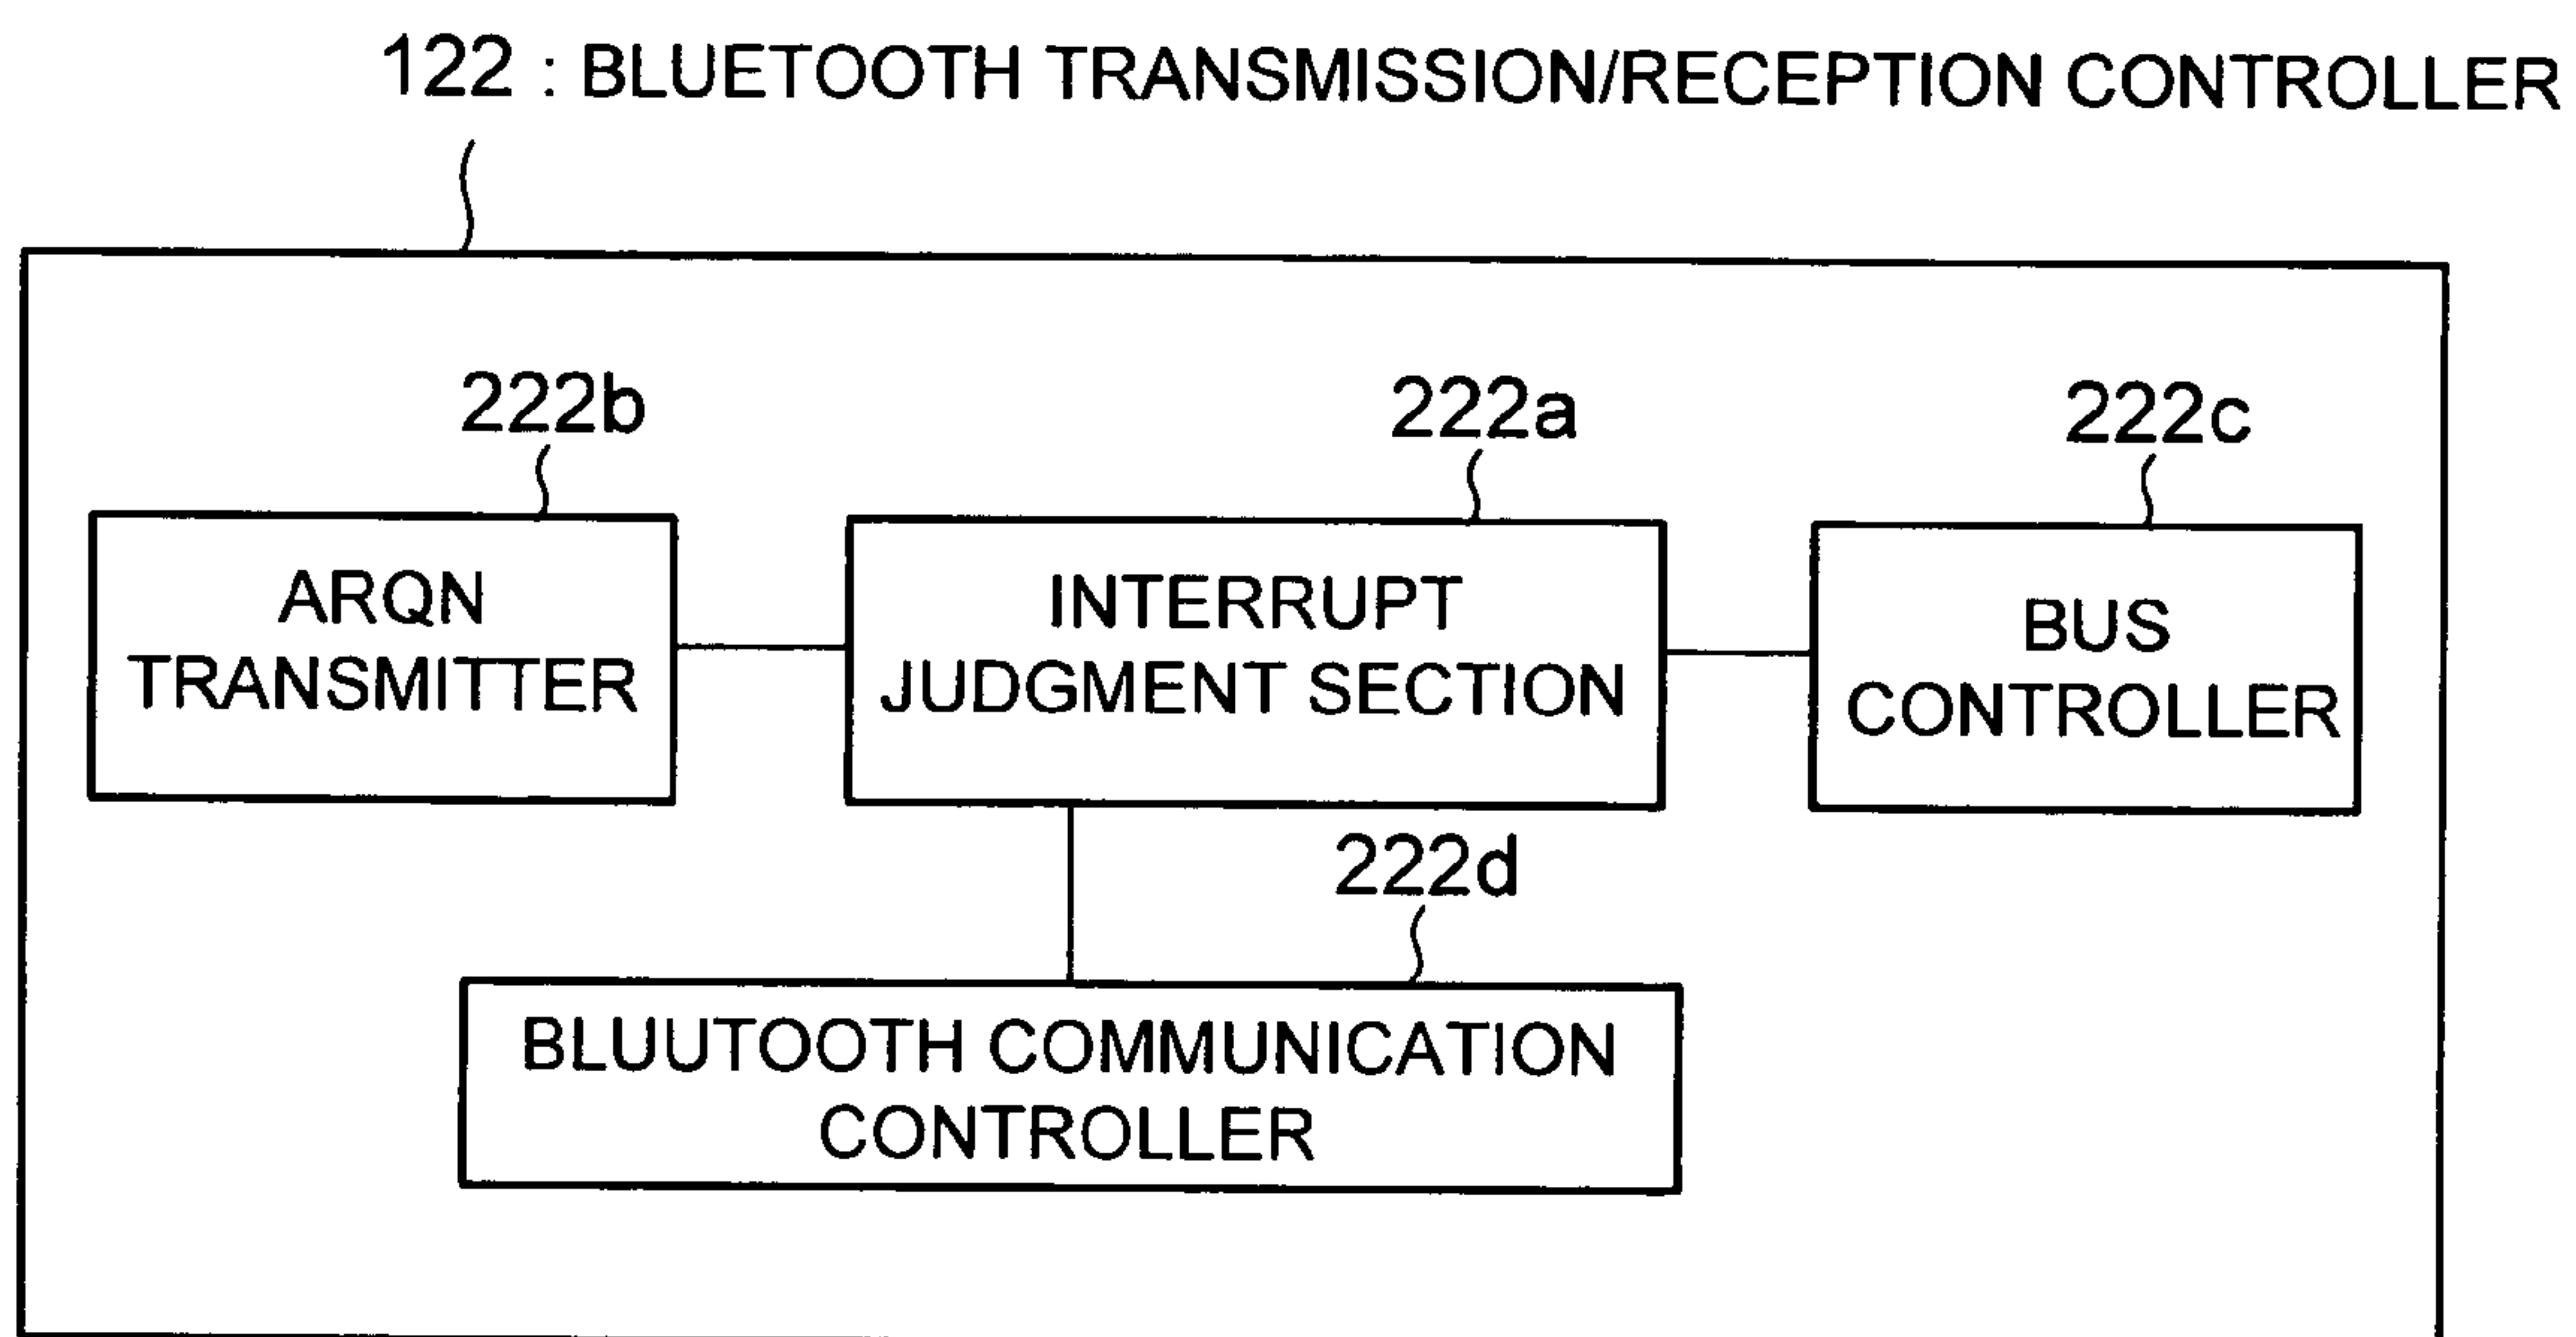 122 : BLUETOOTH TRANSMISSION/RECEPTION CONTROLLER
222b
222a
222c
ARQN
TRANSMITTER
INTERRUPT
JUDGMENT SECTION
BUS
CONTROLLER
222d
BLUUTOOTH COMMUNICATION
CONTROLLER